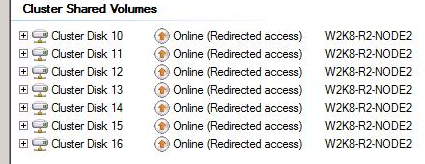 Cluster Shared Volumes
Cluster Disk 10 Online (Redirected access) W2K8-R2-NODE2
Cluster Disk 11 Online (Redirected access) W2K8-R2-NODE2
Cluster Disk 12 Online (Redirected access) W2K8-R2-NODE2
Cluster Disk 13 Online (Redirected access) W2K8-R2-NODE2
Cluster Disk 14 Online (Redirected access) W2K8-R2-NODE2
Cluster Disk 15 Online (Redirected access) W2K8-R2-NODE2
Cluster Disk 16 Online (Redirected access) W2K8-R2-NODE2